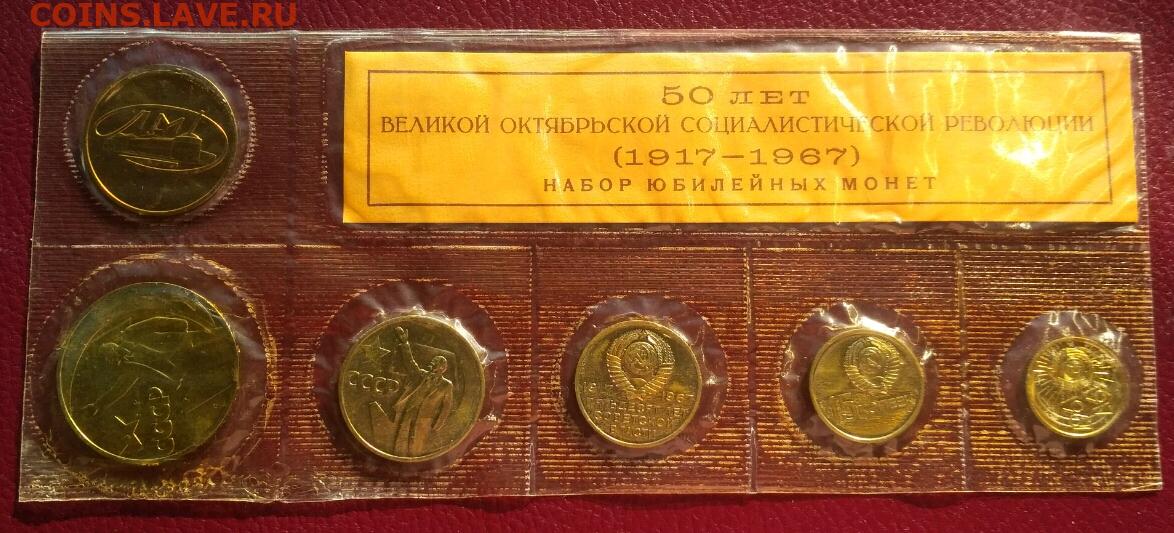 COINS.LAVE.RU
50 ЛЕТ
ВЕЛИКОЙ ОКТЯБРЬСКОЙ СОЦИАЛИСТИЧЕСКОЙ РЕВОЛЮЦИИ
(1917-1967)
НАБОР ЮБИЛЕЙНЫХ МОНЕТ
ЛМД
СССР
СССР